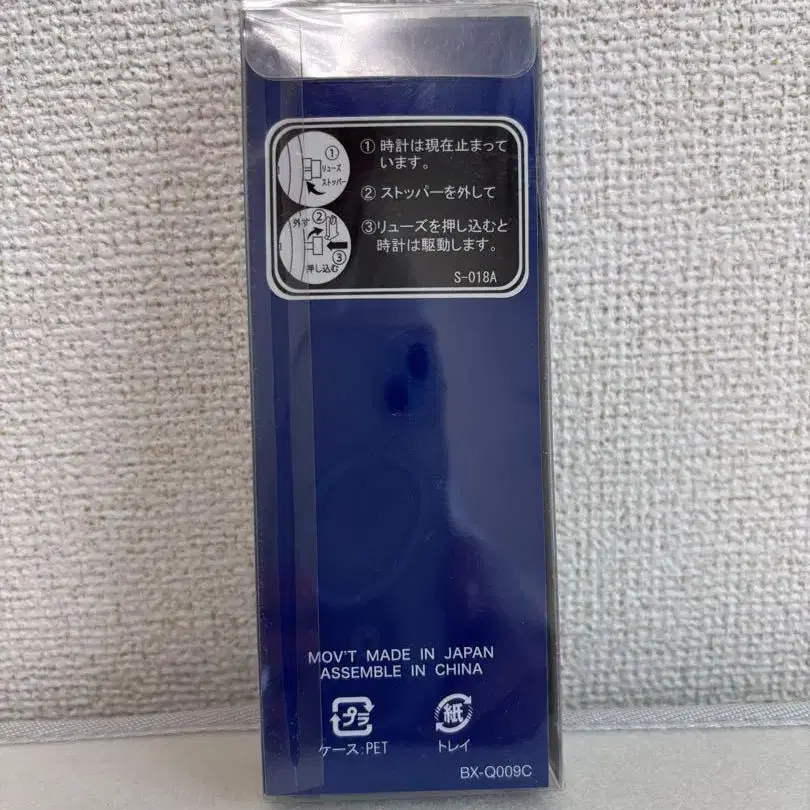 ①
リューズ
ストッパー
外す
②
③
押し込む
① 時計は現在止まって
います。
② ストッパーを外して
③リューズを押し込むと
時計は駆動します。
S-018A
MOV'T MADE IN JAPAN
ASSEMBLE IN CHINA
プラ
紙
ケース:PET
トレイ
BX-Q009C